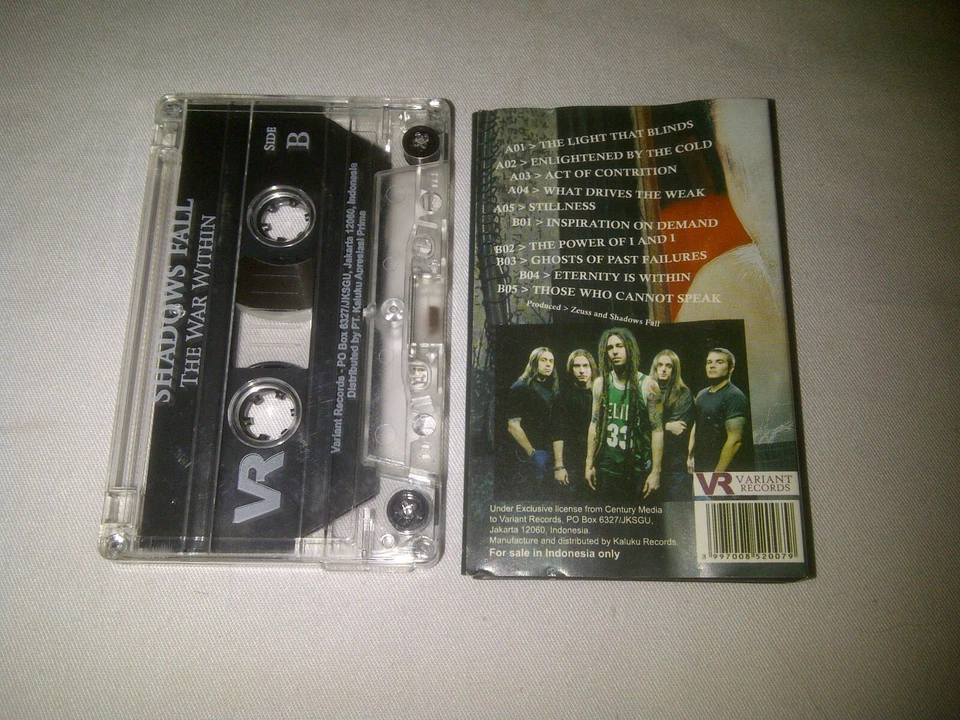 SHADOWS FALL
THE WAR WITHIN
SIDE
B
VR
Variant Records - PO Box 6327/JKSGU, Jakarta 12060, Indonesia
Distributed by PT. Kaluku Apresiasi Prime
A01 > THE LIGHT THAT BLINDS
A02 > ENLIGHTENED BY THE COLD
A03 > ACT OF CONTRITION
A04 > WHAT DRIVES THE WEAK
A05 > STILLNESS
B01 > INSPIRATION ON DEMAND
B02 > THE POWER OF I AND I
B03 > GHOSTS OF PAST FAILURES
B04 > ETERNITY IS WITHIN
B05 > THOSE WHO CANNOT SPEAK
Produced > Zeuss and Shadows Fall
33
VR VARIANT
RECORDS
Under Exclusive license from Century Media
to Variant Records, PO Box 6327/JKSGU,
Jakarta 12060, Indonesia.
Manufacture and distributed by Kaluku Records.
For sale in Indonesia only
8 997008 520079